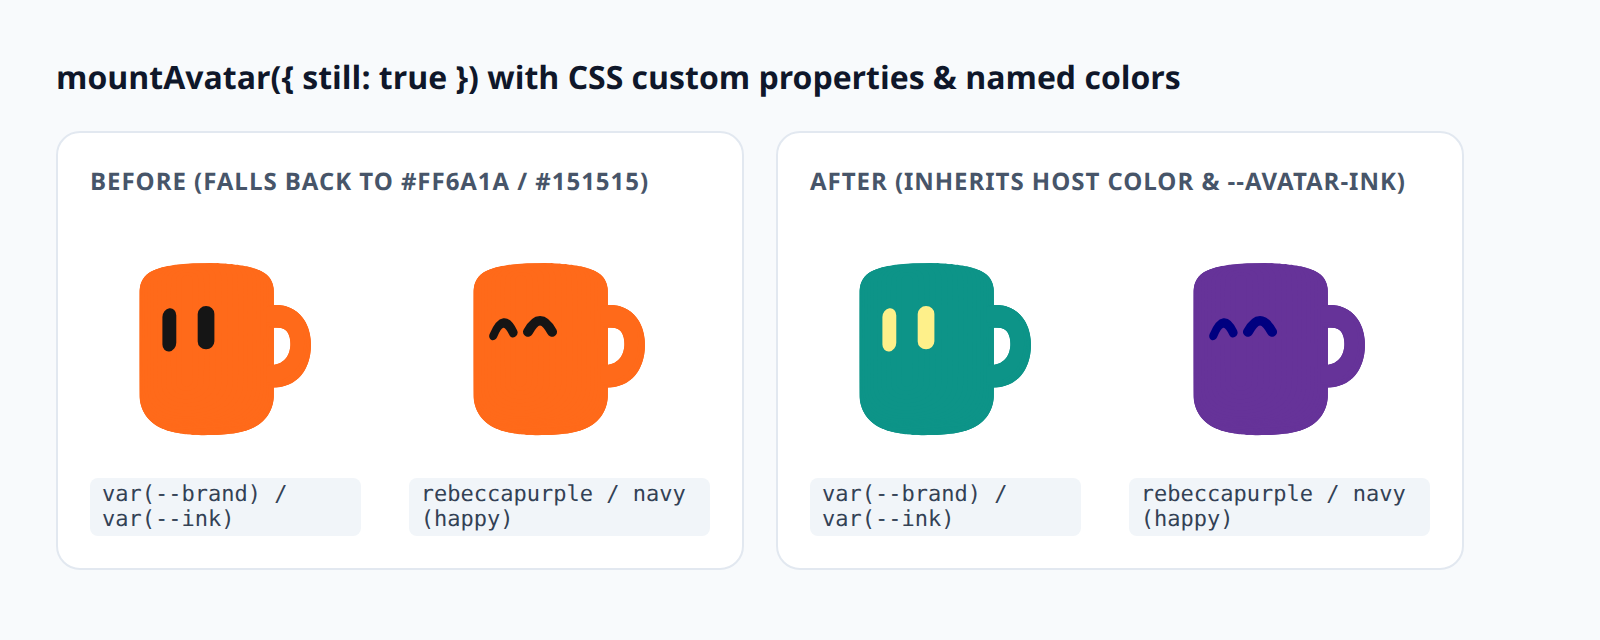 mountAvatar({ still: true }) with CSS custom properties & named colors
BEFORE (FALLS BACK TO #FF6A1A / #151515)
var(--brand) /
var(--ink)
rebeccapurple / navy
(happy)
AFTER (INHERITS HOST COLOR & --AVATAR-INK)
var(--brand) /
var(--ink)
rebeccapurple / navy
(happy)